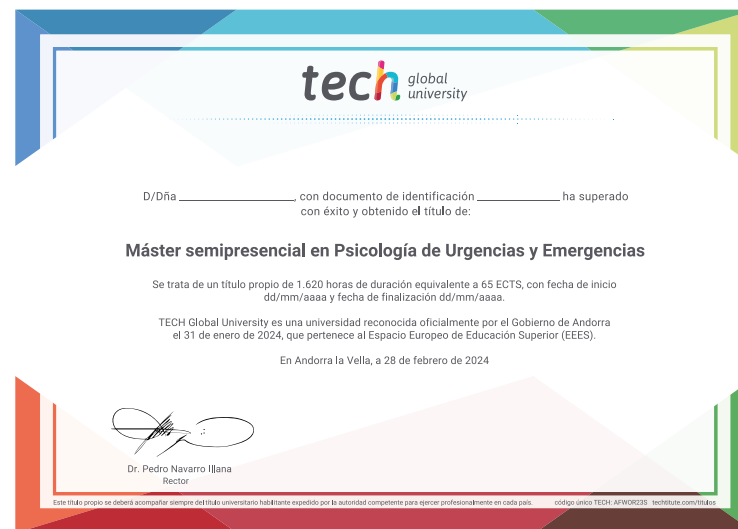 tech global university
D/Dña ______________, con documento de identificación ______________ ha superado
con éxito y obtenido el título de:
Máster semipresencial en Psicología de Urgencias y Emergencias
Se trata de un título propio de 1.620 horas de duración equivalente a 65 ECTS, con fecha de inicio
dd/mm/aaaa y fecha de finalización dd/mm/aaaa.
TECH Global University es una universidad reconocida oficialmente por el Gobierno de Andorra
el 31 de enero de 2024, que pertenece al Espacio Europeo de Educación Superior (EEES).
En Andorra la Vella, a 28 de febrero de 2024
Dr. Pedro Navarro Illana
Rector
Este título propio se deberá acompañar siempre del título universitario habilitante expedido por la autoridad competente para ejercer profesionalmente en cada país. código único TECH: AFWOR23S techtitute.com/titulos